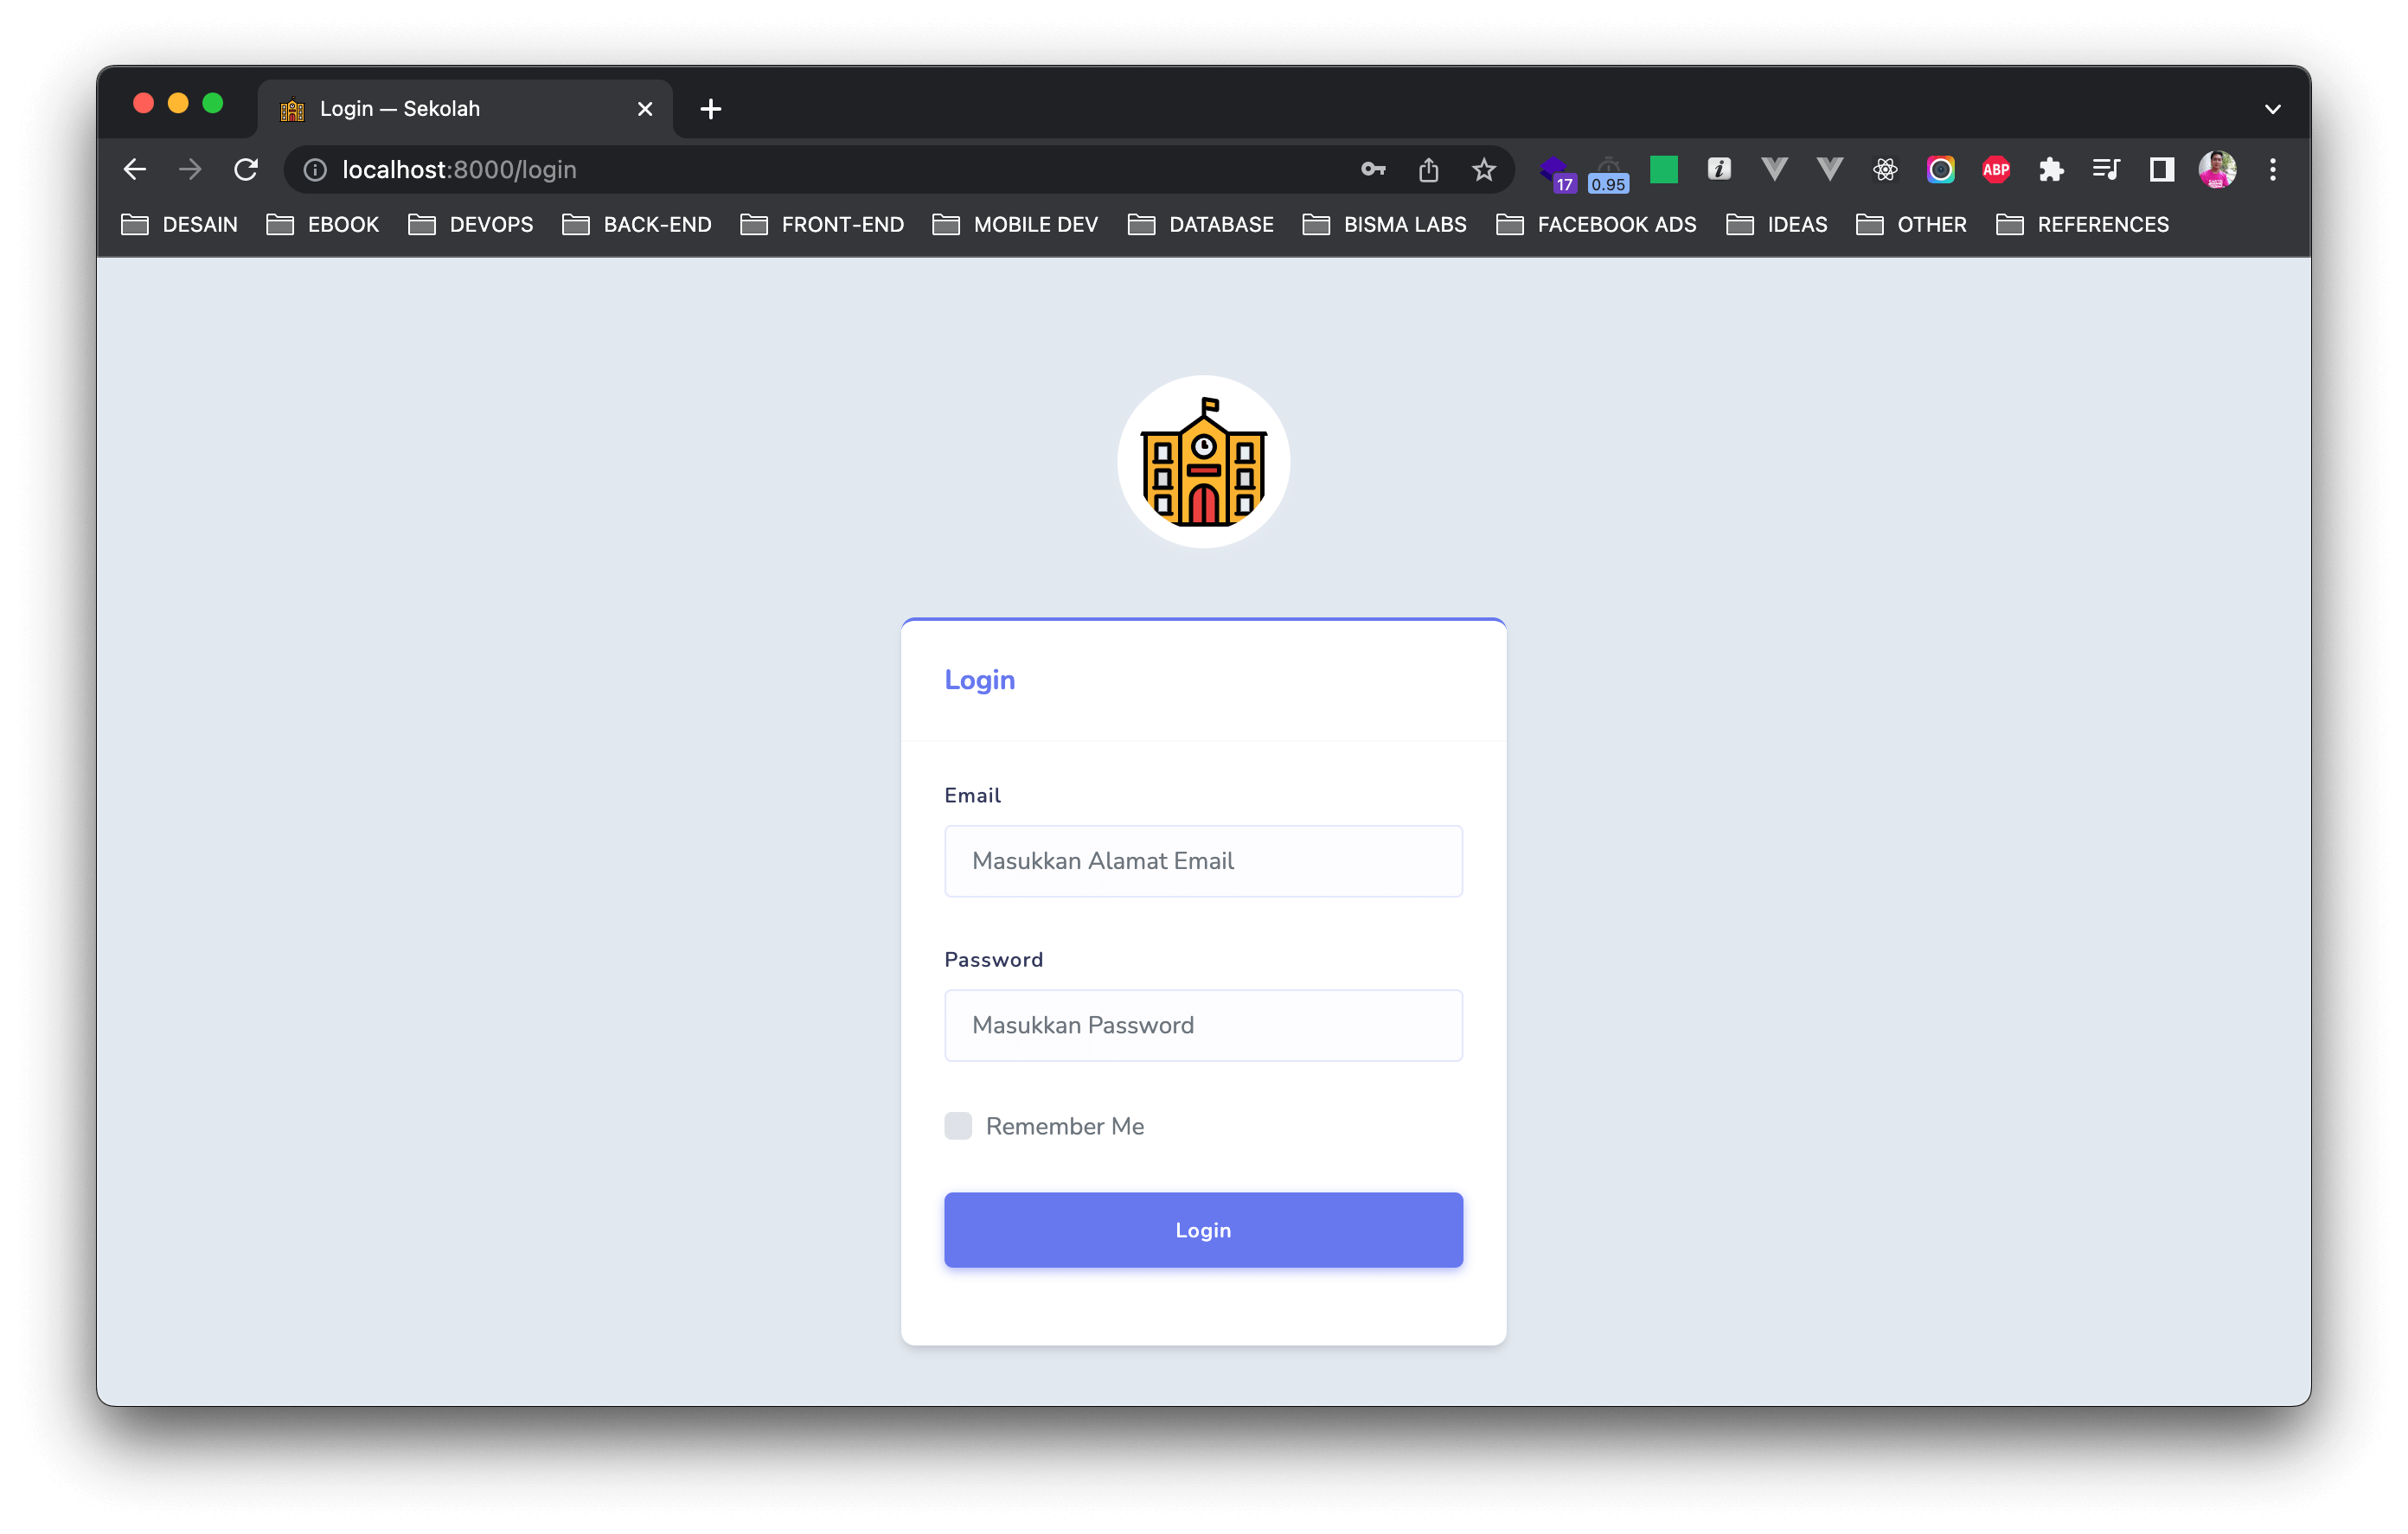 Login — Sekolah
localhost:8000/login
17
0.95
ABP
DESAIN EBOOK DEVOPS BACK-END FRONT-END MOBILE DEV DATABASE BISMA LABS FACEBOOK ADS IDEAS OTHER REFERENCES
Login
Email
Masukkan Alamat Email
Password
Masukkan Password
Remember Me
Login